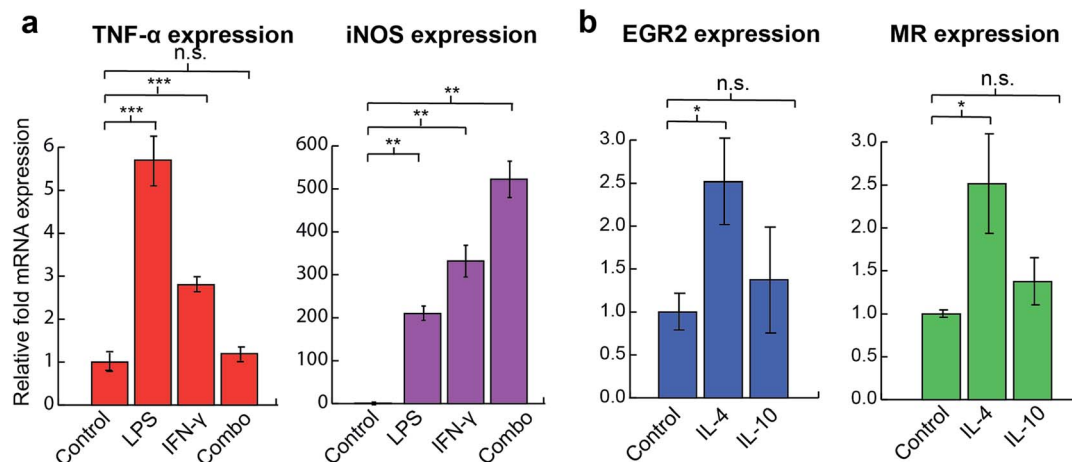 a
TNF-α expression
n.s.
***
***
Relative fold mRNA expression
6
5
4
3
2
1
0
Control
LPS
IFN-γ
Combo
iNOS expression
**
**
**
600
500
400
300
200
100
0
Control
LPS
IFN-γ
Combo
b
EGR2 expression
n.s.
*
3.0
2.5
2.0
1.5
1.0
0.5
0.0
Control
IL-4
IL-10
MR expression
n.s.
*
3.0
2.5
2.0
1.5
1.0
0.5
0.0
Control
IL-4
IL-10